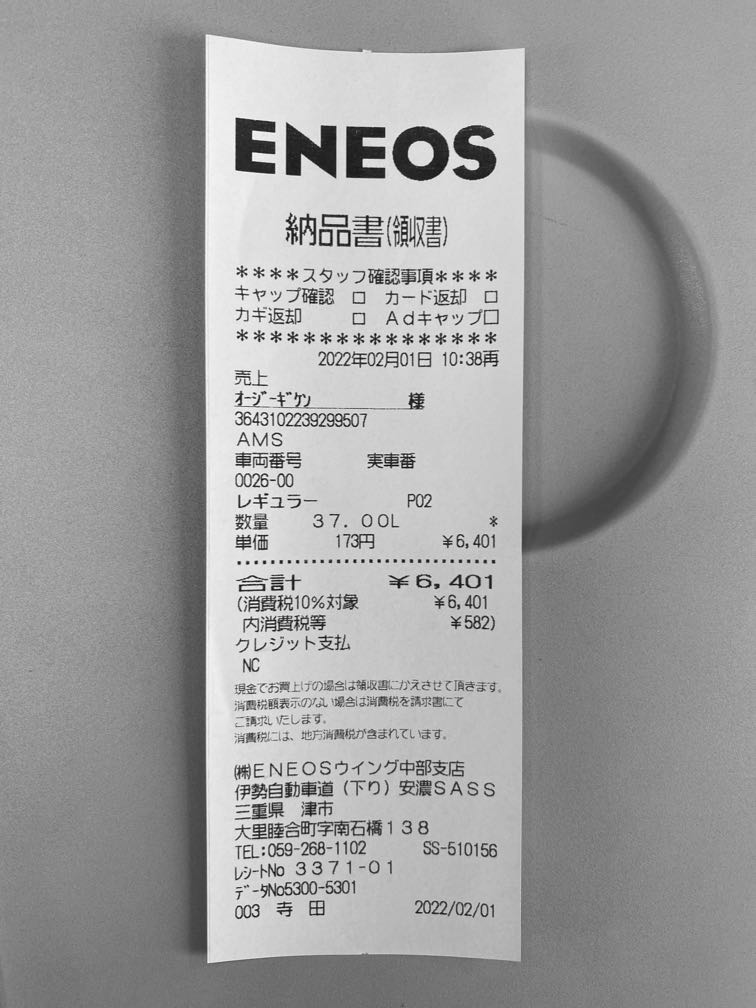 ENEOS
納品書(領収書)
****スタッフ確認事項****
キャップ確認 □ カード返却 □
カギ返却 □ Adキャップ□
****************
2022年02月01日 10:38再
売上
オージーギケン 様
3643102239299507
AMS
車両番号 実車番
0026-00
レギュラー P02
数量 37.00L *
単価 173円 ¥6,401
合計 ¥6,401
(消費税10%対象 ¥6,401
内消費税等 ¥582)
クレジット支払
NC
現金でお買上げの場合は領収書にかえさせて頂きます。
消費税額表示のない場合は消費税を請求書にて
ご請求いたします。
消費税には、地方消費税が含まれています。
㈱ENEOSウイング中部支店
伊勢自動車道(下り)安濃SASS
三重県 津市
大里睦合町字南石橋138
TEL:059-268-1102 SS-510156
レシートNo 3371-01
データNo5300-5301
003 寺田 2022/02/01